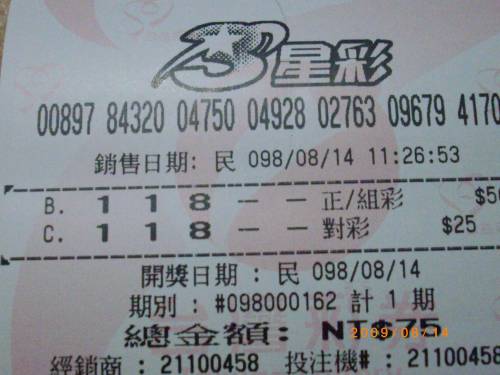 3星彩
00897 84320 04750 04928 02763 09679 4170
銷售日期: 民 098/08/14 11:26:53
B. 1 1 8 — — 正/組彩 $50
C. 1 1 8 — — 對彩 $25
開獎日期 : 民 098/08/14
期別 : #098000162 計 1 期
總金額: NT$75
2009/08/14
經銷商 : 21100458 投注機# : 21100458